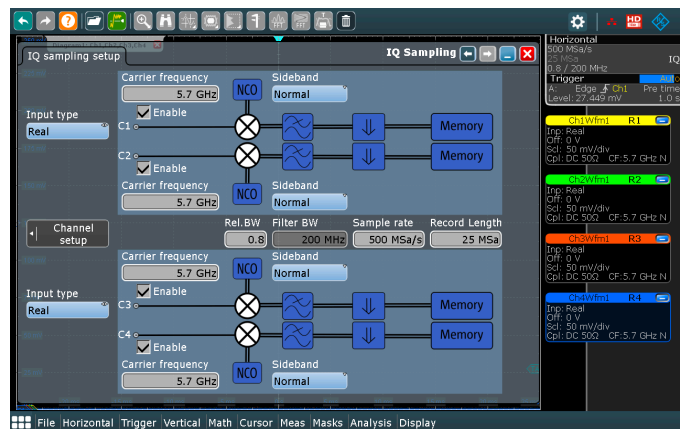 HD
IQ sampling setup
IQ Sampling
Carrier frequency
Sideband
5.7 GHz
NCO
Normal
Input type
Enable
Real
C1
Memory
C2
Memory
Enable
Carrier frequency
Sideband
5.7 GHz
NCO
Normal
Channel setup
Rel.BW
Filter BW
Sample rate
Record Length
0.8
200 MHz
500 MSa/s
25 MSa
Carrier frequency
Sideband
5.7 GHz
NCO
Normal
Input type
Enable
Real
C3
Memory
C4
Memory
Enable
Carrier frequency
Sideband
5.7 GHz
NCO
Normal
Horizontal
500 MSa/s
25 MSa
IQ
0.8 / 200 MHz
Trigger
Auto
A: Edge Ch1
Pre time
Level: 27.449 mV
1.0 s
Ch1Wfm1 R1
Inp: Real
Off: 0 V
Scl: 50 mV/div
Cpl: DC 50Ω CF:5.7 GHz N
Ch2Wfm1 R2
Inp: Real
Off: 0 V
Scl: 50 mV/div
Cpl: DC 50Ω CF:5.7 GHz N
Ch3Wfm1 R3
Inp: Real
Off: 0 V
Scl: 50 mV/div
Cpl: DC 50Ω CF:5.7 GHz N
Ch4Wfm1 R4
Inp: Real
Off: 0 V
Scl: 50 mV/div
Cpl: DC 50Ω CF:5.7 GHz N
File Horizontal Trigger Vertical Math Cursor Meas Masks Analysis Display